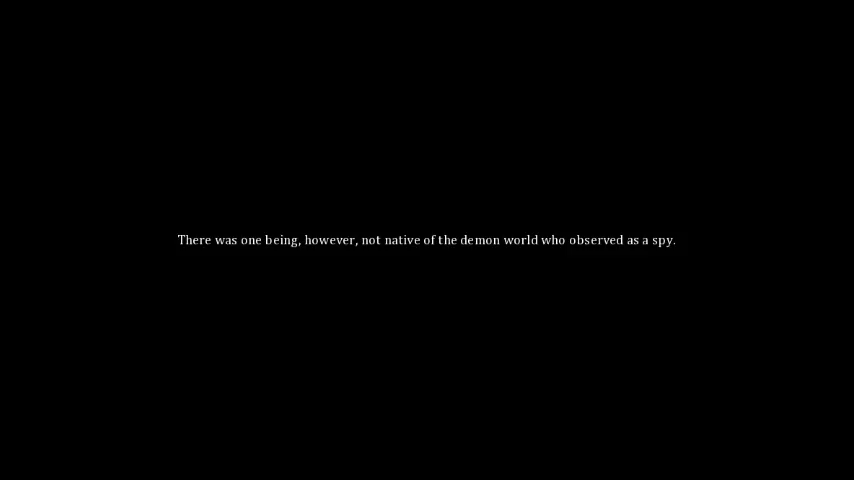 There was one being, however, not native of the demon world who observed as a spy.